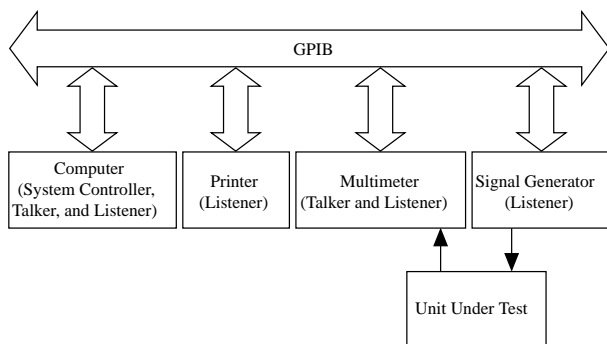 GPIB
Computer
(System Controller,
Talker, and Listener)
Printer
(Listener)
Multimeter
(Talker and Listener)
Signal Generator
(Listener)
Unit Under Test